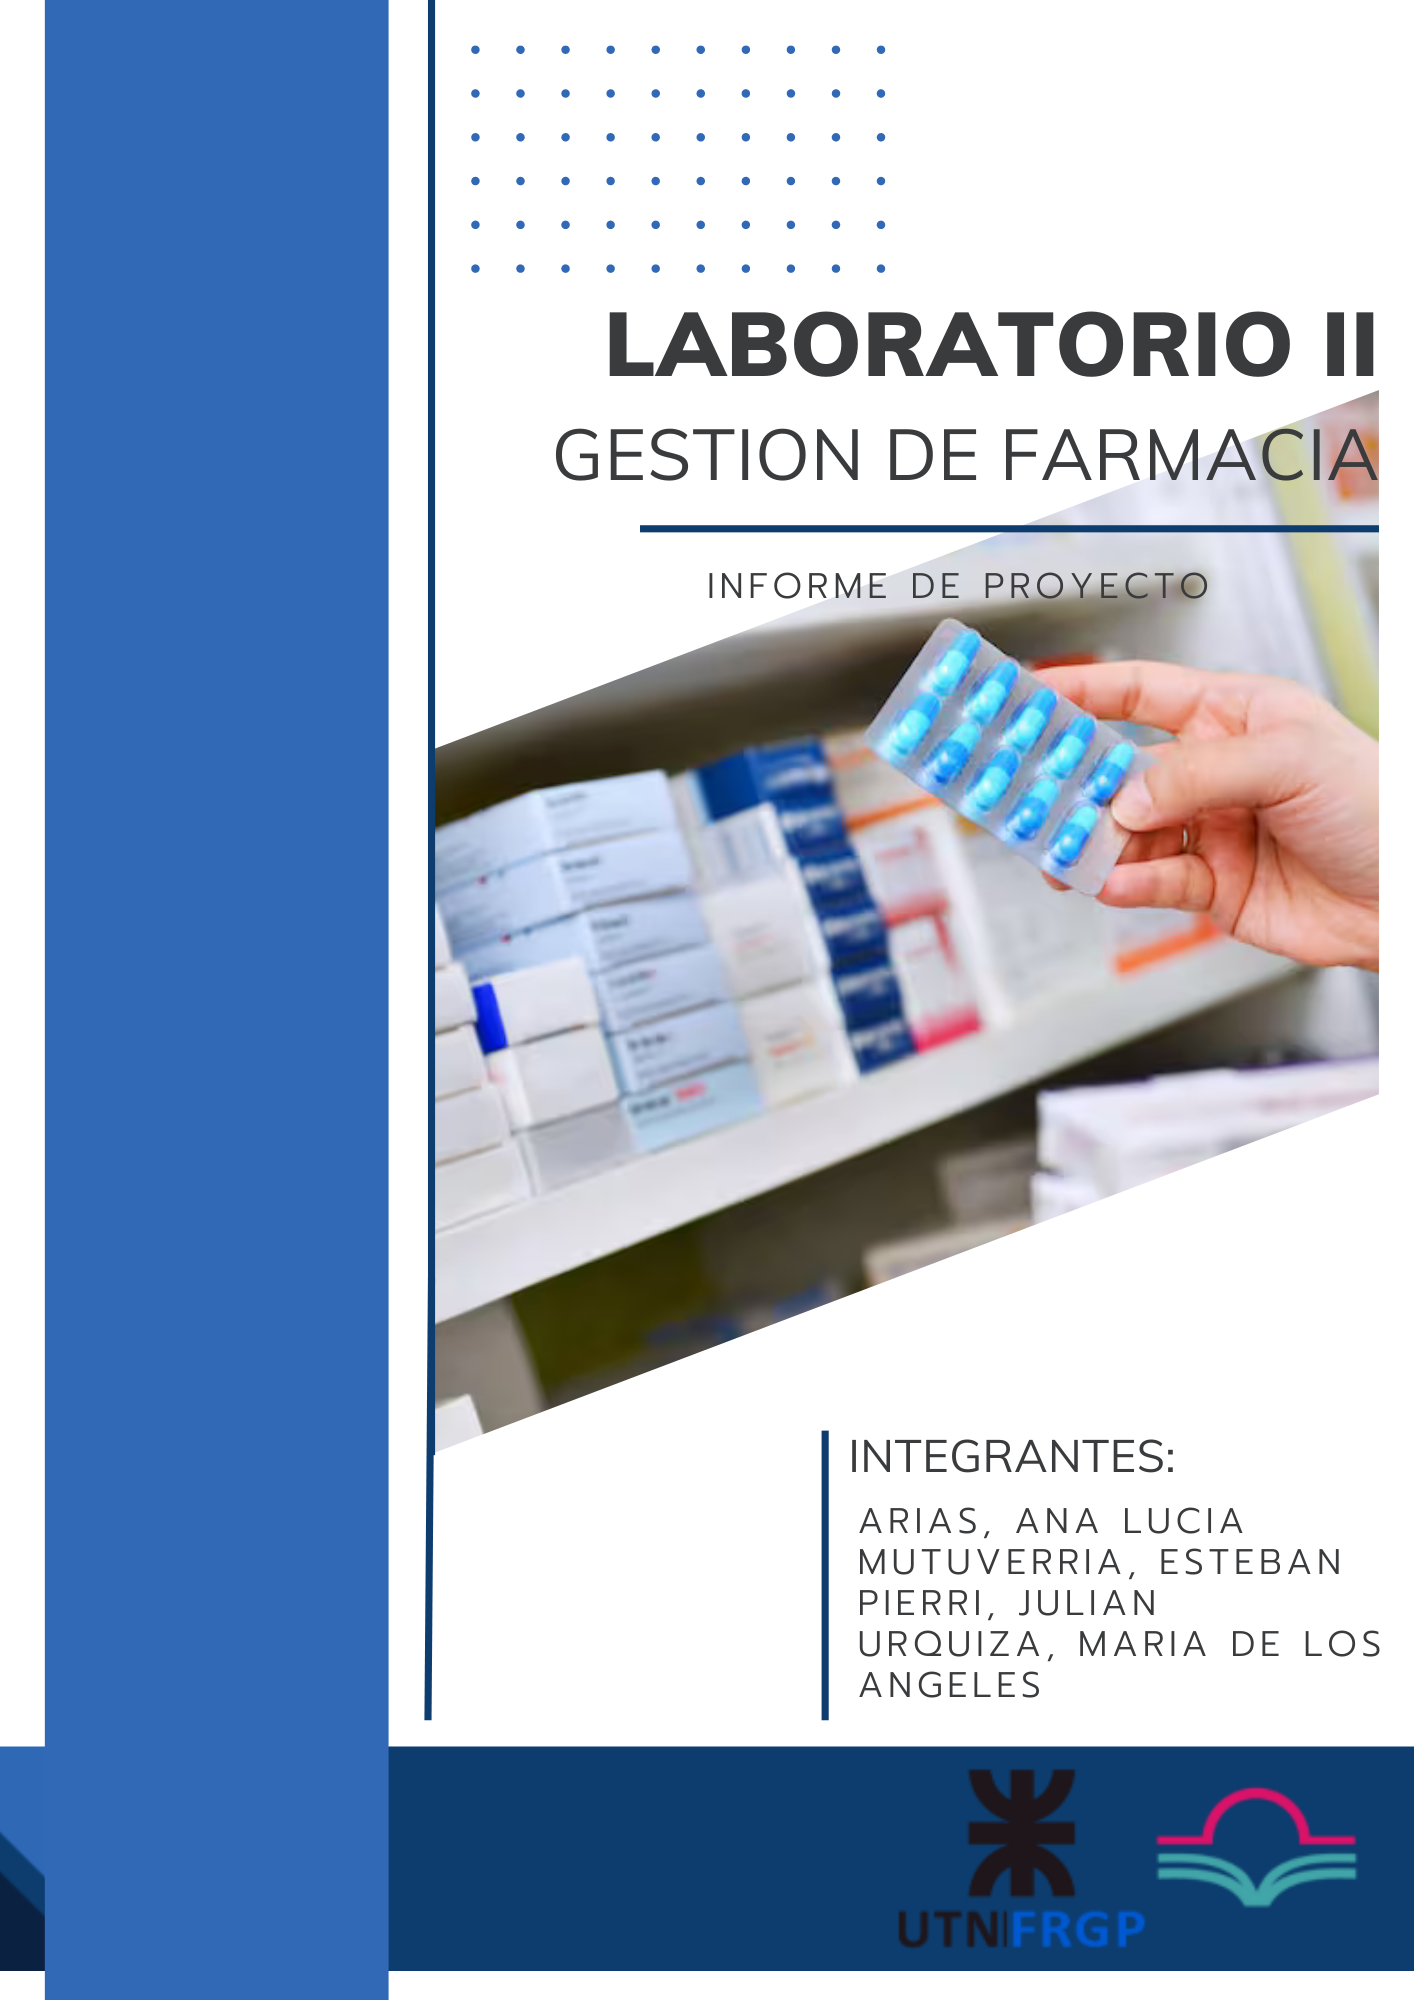 LABORATORIO II
GESTION DE FARMACIA
INFORME DE PROYECTO
INTEGRANTES:
ARIAS, ANA LUCIA
MUTUVERRIA, ESTEBAN
PIERRI, JULIAN
URQUIZA, MARIA DE LOS
ANGELES
UTN|FRGP